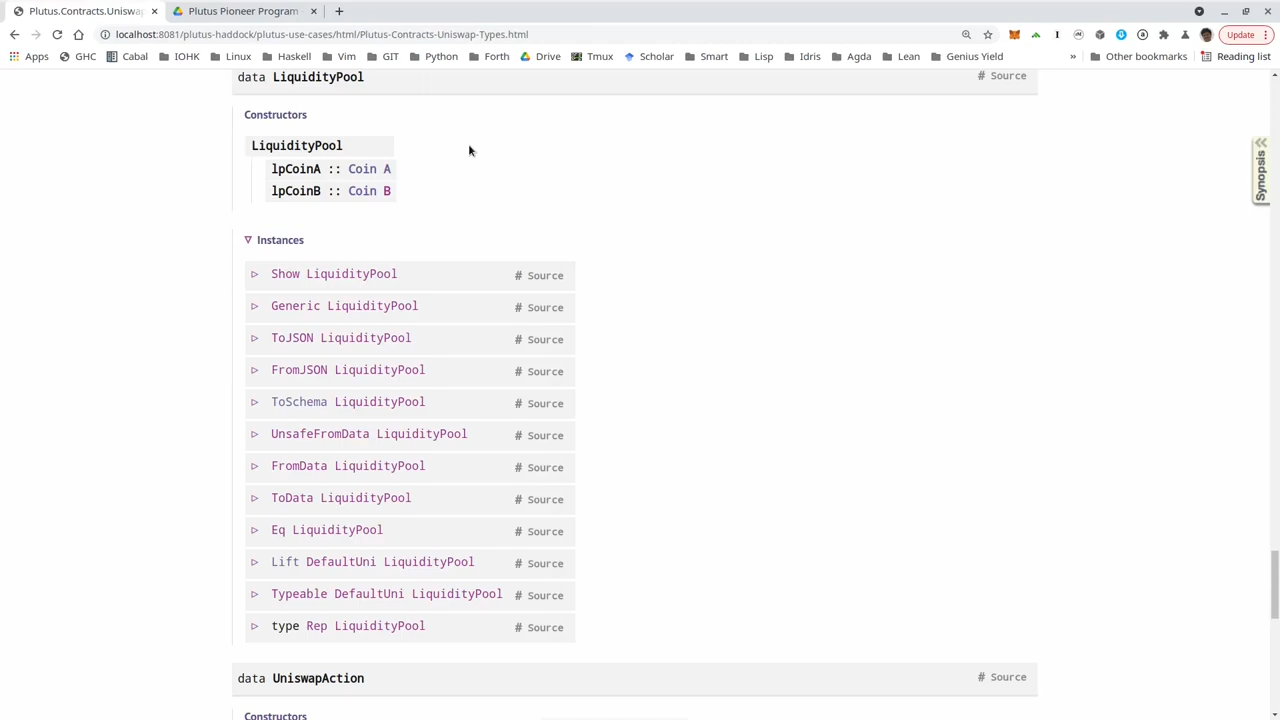 Plutus.Contracts.Uniswap × Plutus Pioneer Program - × +
localhost:8081/plutus-haddock/plutus-use-cases/html/Plutus-Contracts-Uniswap-Types.html Update
Apps GHC Cabal IOHK Linux Haskell Vim GIT Python Forth Drive Tmux Scholar Smart Lisp Idris Agda Lean Genius Yield » Other bookmarks Reading list
data LiquidityPool # Source
Constructors
LiquidityPool
lpCoinA :: Coin A
lpCoinB :: Coin B
Synopsis
Instances
Show LiquidityPool # Source
Generic LiquidityPool # Source
ToJSON LiquidityPool # Source
FromJSON LiquidityPool # Source
ToSchema LiquidityPool # Source
UnsafeFromData LiquidityPool # Source
FromData LiquidityPool # Source
ToData LiquidityPool # Source
Eq LiquidityPool # Source
Lift DefaultUni LiquidityPool # Source
Typeable DefaultUni LiquidityPool # Source
type Rep LiquidityPool # Source
data UniswapAction # Source
Constructors